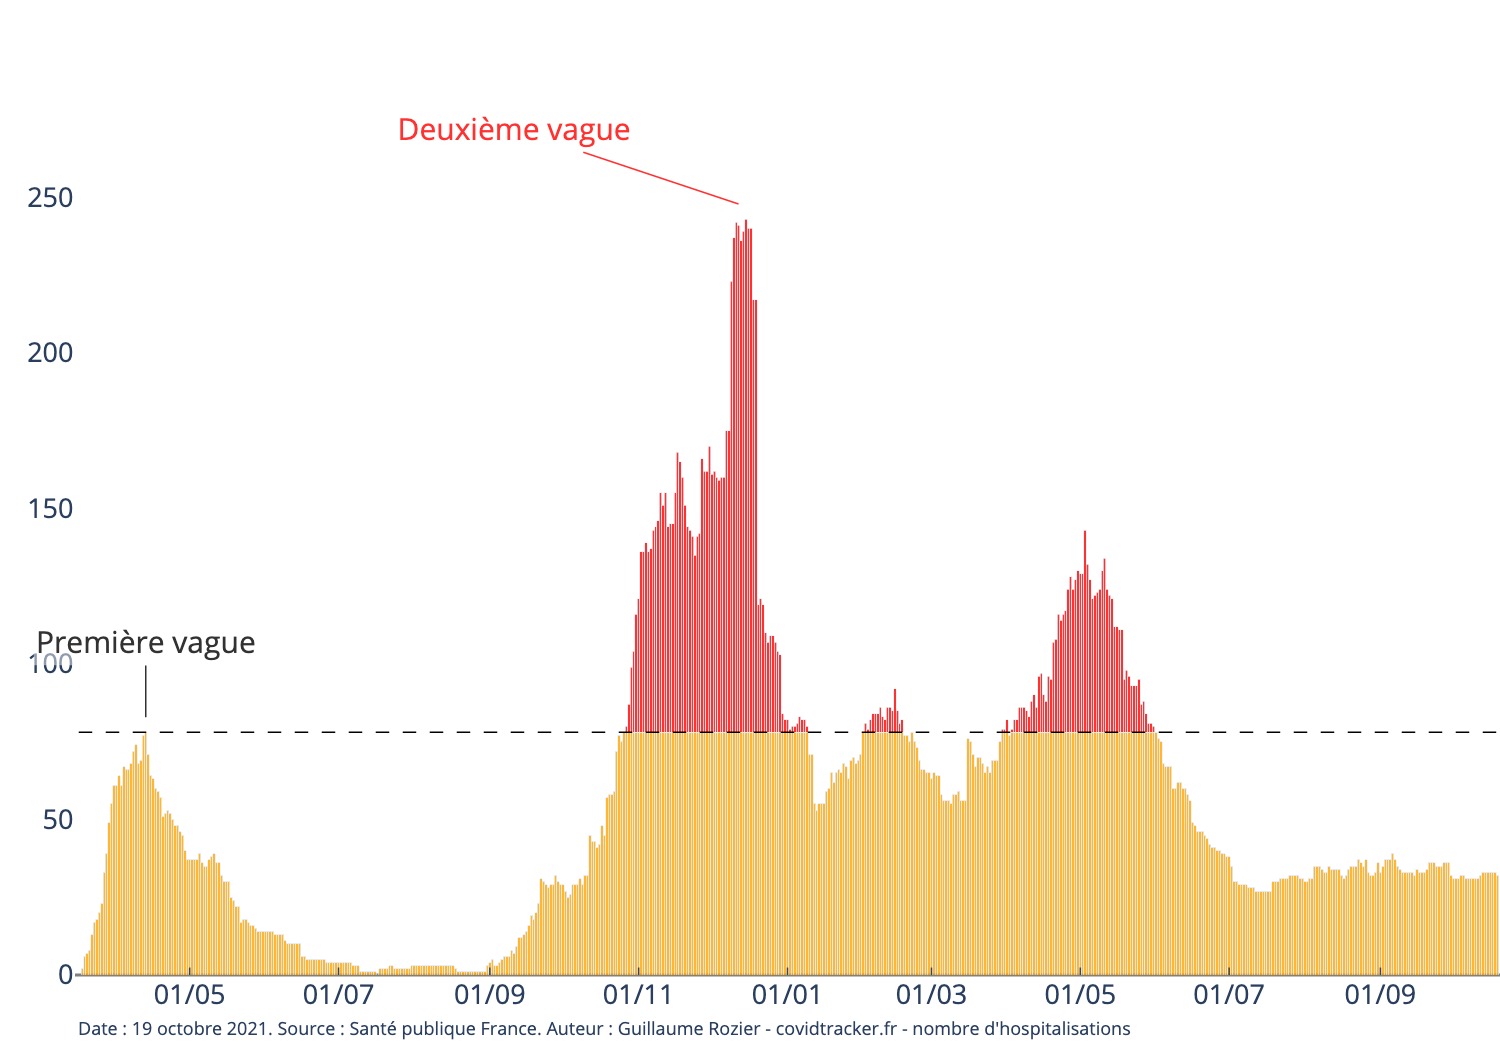 Deuxième vague
250
200
150
Première vague
100
50
0
01/05 01/07 01/09 01/11 01/01 01/03 01/05 01/07 01/09
Date : 19 octobre 2021. Source : Santé publique France. Auteur : Guillaume Rozier - covidtracker.fr - nombre d'hospitalisations